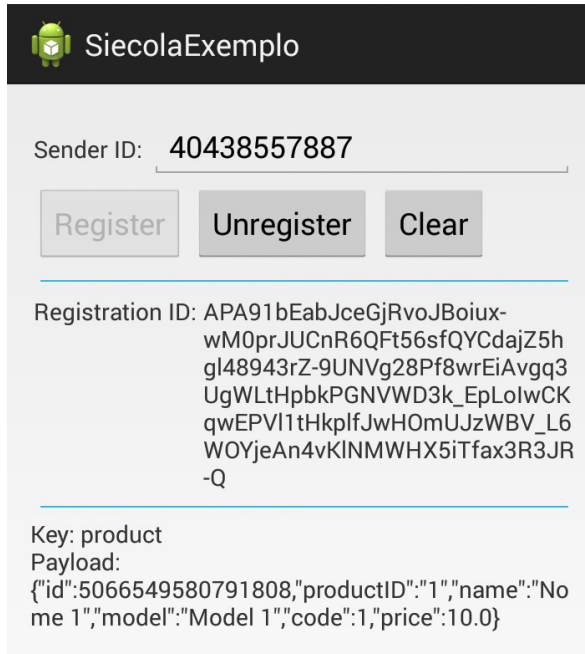 SiecolaExemplo
Sender ID: 40438557887
Register Unregister Clear
Registration ID: APA91bEabJceGjRvoJBoiux-
wM0prJUCnR6QFt56sfQYCdajZ5h
gl48943rZ-9UNVg28Pf8wrEiAvgq3
UgWLtHpbkPGNVWD3k_EpLoIwCK
qwEPVl1tHkplfJwHOmUJzWBV_L6
WOYjeAn4vKlNMWHX5iTfax3R3JR
-Q
Key: product
Payload:
{"id":5066549580791808,"productID":"1","name":"No
me 1","model":"Model 1","code":1,"price":10.0}